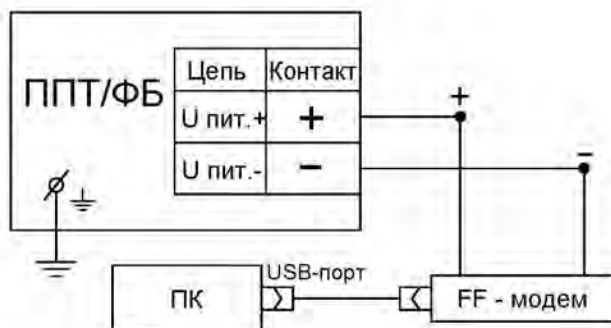 ППТ/ФБ
Цепь Контакт
U пит.+ +
U пит.- −
+
−
USB-порт
ПК
FF - модем